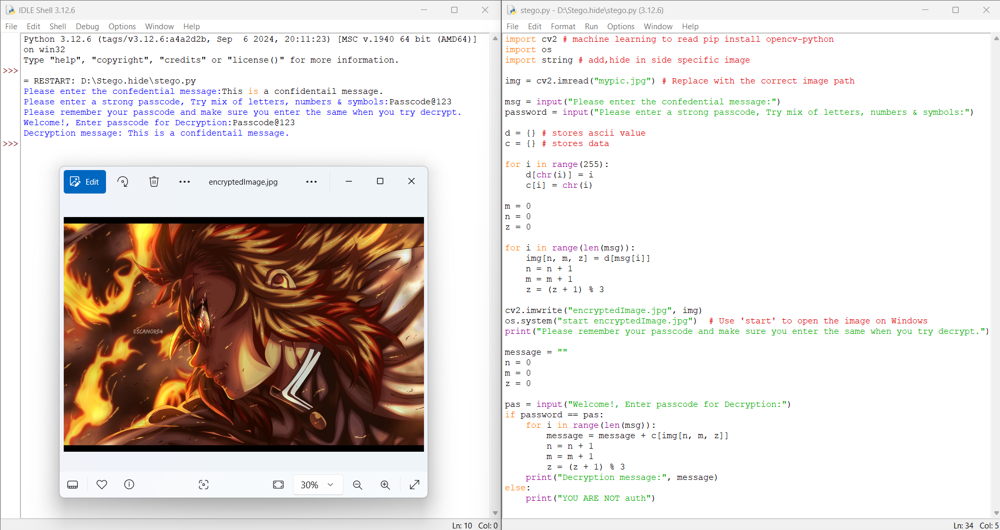 IDLE Shell 3.12.6
File Edit Shell Debug Options Window Help
Python 3.12.6 (tags/v3.12.6:a4a2d2b, Sep  6 2024, 20:11:23) [MSC v.1940 64 bit (AMD64)]
on win32
Type "help", "copyright", "credits" or "license()" for more information.
>>>
= RESTART: D:\Stego.hide\stego.py
Please enter the confedential message:This is a confidentail message.
Please enter a strong passcode, Try mix of letters, numbers & symbols:Passcode@123
Please remember your passcode and make sure you enter the same when you try decrypt.
Welcome!, Enter passcode for Decryption:Passcode@123
Decryption message: This is a confidentail message.
>>>
Edit
encryptedImage.jpg
ESCANOR54
30%
Ln: 10 Col: 0
stego.py - D:\Stego.hide\stego.py (3.12.6)
File Edit Format Run Options Window Help
import cv2 # machine learning to read pip install opencv-python
import os
import string # add,hide in side specific image
img = cv2.imread("mypic.jpg") # Replace with the correct image path
msg = input("Please enter the confedential message:")
password = input("Please enter a strong passcode, Try mix of letters, numbers & symbols:")
d = {} # stores ascii value
c = {} # stores data
for i in range(255):
    d[chr(i)] = i
    c[i] = chr(i)
m = 0
n = 0
z = 0
for i in range(len(msg)):
    img[n, m, z] = d[msg[i]]
    n = n + 1
    m = m + 1
    z = (z + 1) % 3
cv2.imwrite("encryptedImage.jpg", img)
os.system("start encryptedImage.jpg")  # Use 'start' to open the image on Windows
print("Please remember your passcode and make sure you enter the same when you try decrypt.")
message = ""
n = 0
m = 0
z = 0
pas = input("Welcome!, Enter passcode for Decryption:")
if password == pas:
    for i in range(len(msg)):
        message = message + c[img[n, m, z]]
        n = n + 1
        m = m + 1
        z = (z + 1) % 3
    print("Decryption message:", message)
else:
    print("YOU ARE NOT auth")
Ln: 34 Col: 5